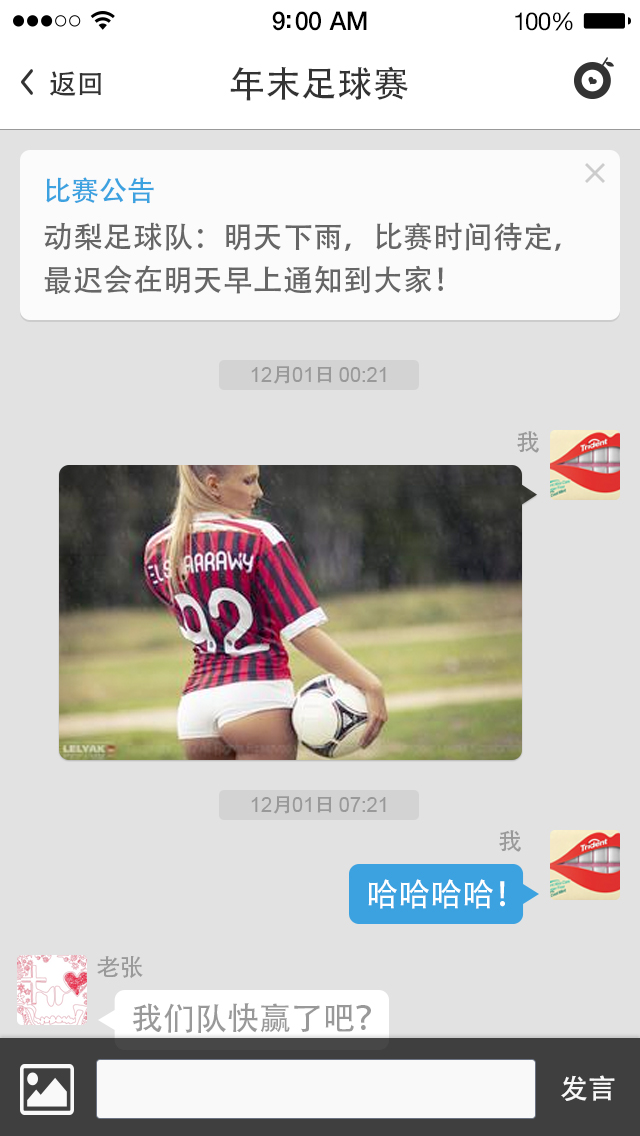 9:00 AM
100%
返回
年末足球赛
比赛公告
动梨足球队：明天下雨，比赛时间待定，
最迟会在明天早上通知到大家！
12月01日 00:21
我
Trident
92
LELYAK
12月01日 07:21
我
Trident
哈哈哈哈！
老张
我们队快赢了吧？
发言